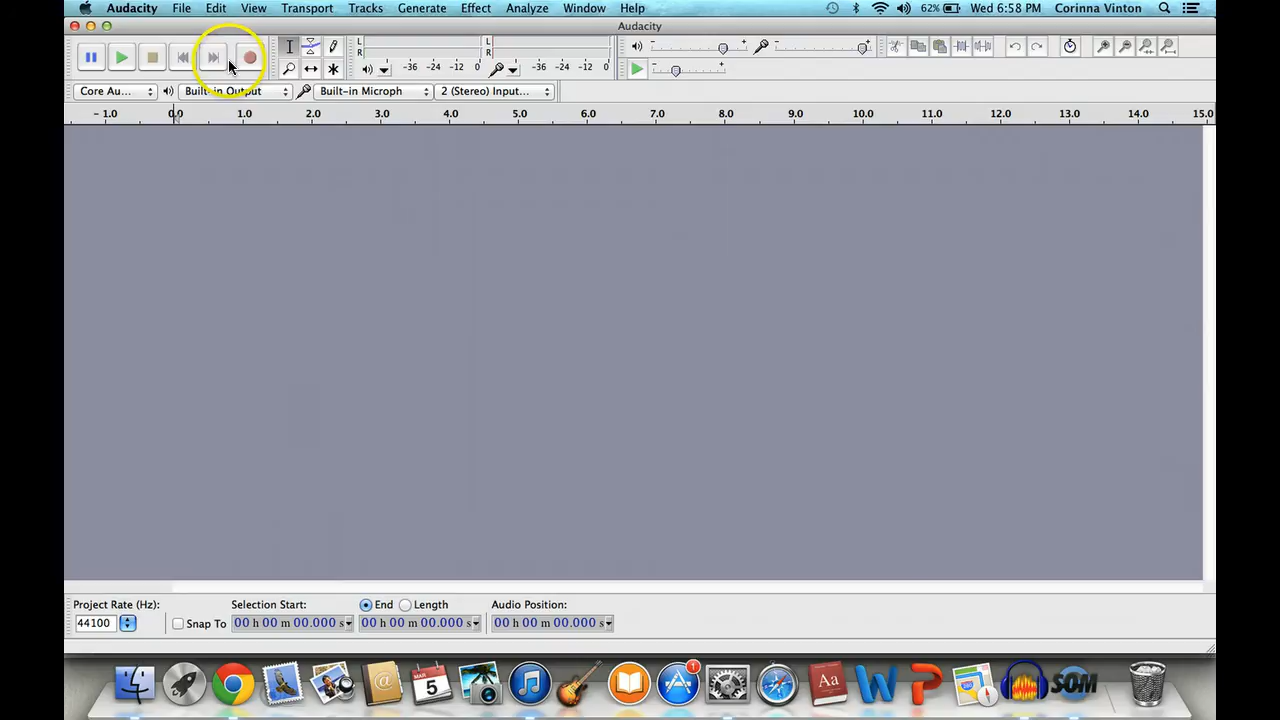 Audacity File Edit View Transport Tracks Generate Effect Analyze Window Help 62% Wed 6:58 PM Corinna Vinton
Audacity
L L
R R
-36 -24 -12 0 -36 -24 -12 0
Core Au... Built-in Output Built-in Microph 2 (Stereo) Input...
- 1.0 0.0 1.0 2.0 3.0 4.0 5.0 6.0 7.0 8.0 9.0 10.0 11.0 12.0 13.0 14.0 15.0
Project Rate (Hz): Selection Start: End Length Audio Position:
44100 Snap To 00 h 00 m 00.000 s 00 h 00 m 00.000 s 00 h 00 m 00.000 s
MAR
5
1
Aa
SOM